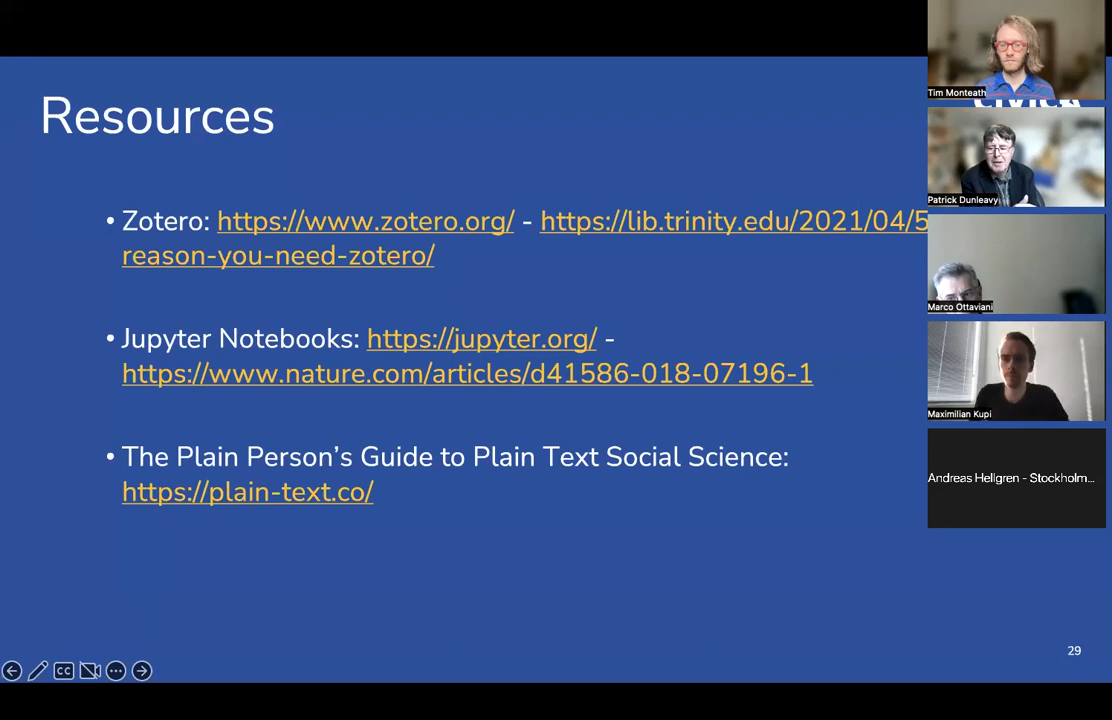 Resources
• Zotero: https://www.zotero.org/ - https://lib.trinity.edu/2021/04/5
reason-you-need-zotero/
• Jupyter Notebooks: https://jupyter.org/ -
https://www.nature.com/articles/d41586-018-07196-1
• The Plain Person’s Guide to Plain Text Social Science:
https://plain-text.co/
29
CC
Tim Monteath
Patrick Dunleavy
Marco Ottaviani
Maximilian Kupi
Andreas Hellgren - Stockholm...